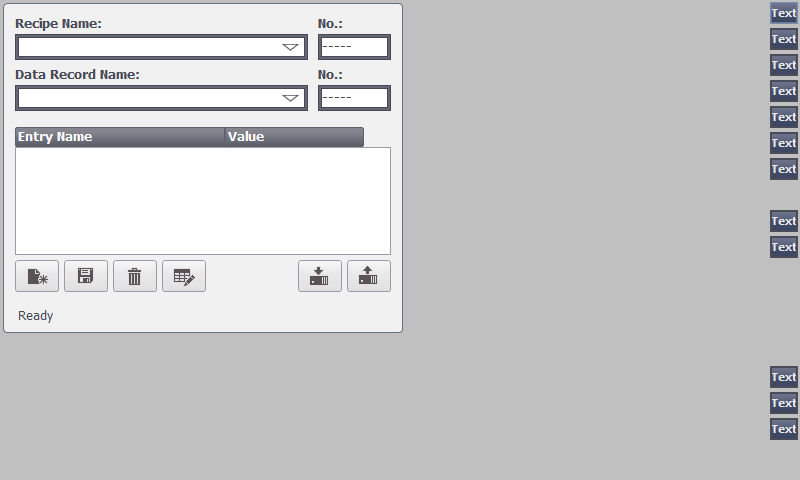 Recipe Name: No.:
-----
Data Record Name: No.:
-----
Entry Name Value
Ready
Text
Text
Text
Text
Text
Text
Text
Text
Text
Text
Text
Text